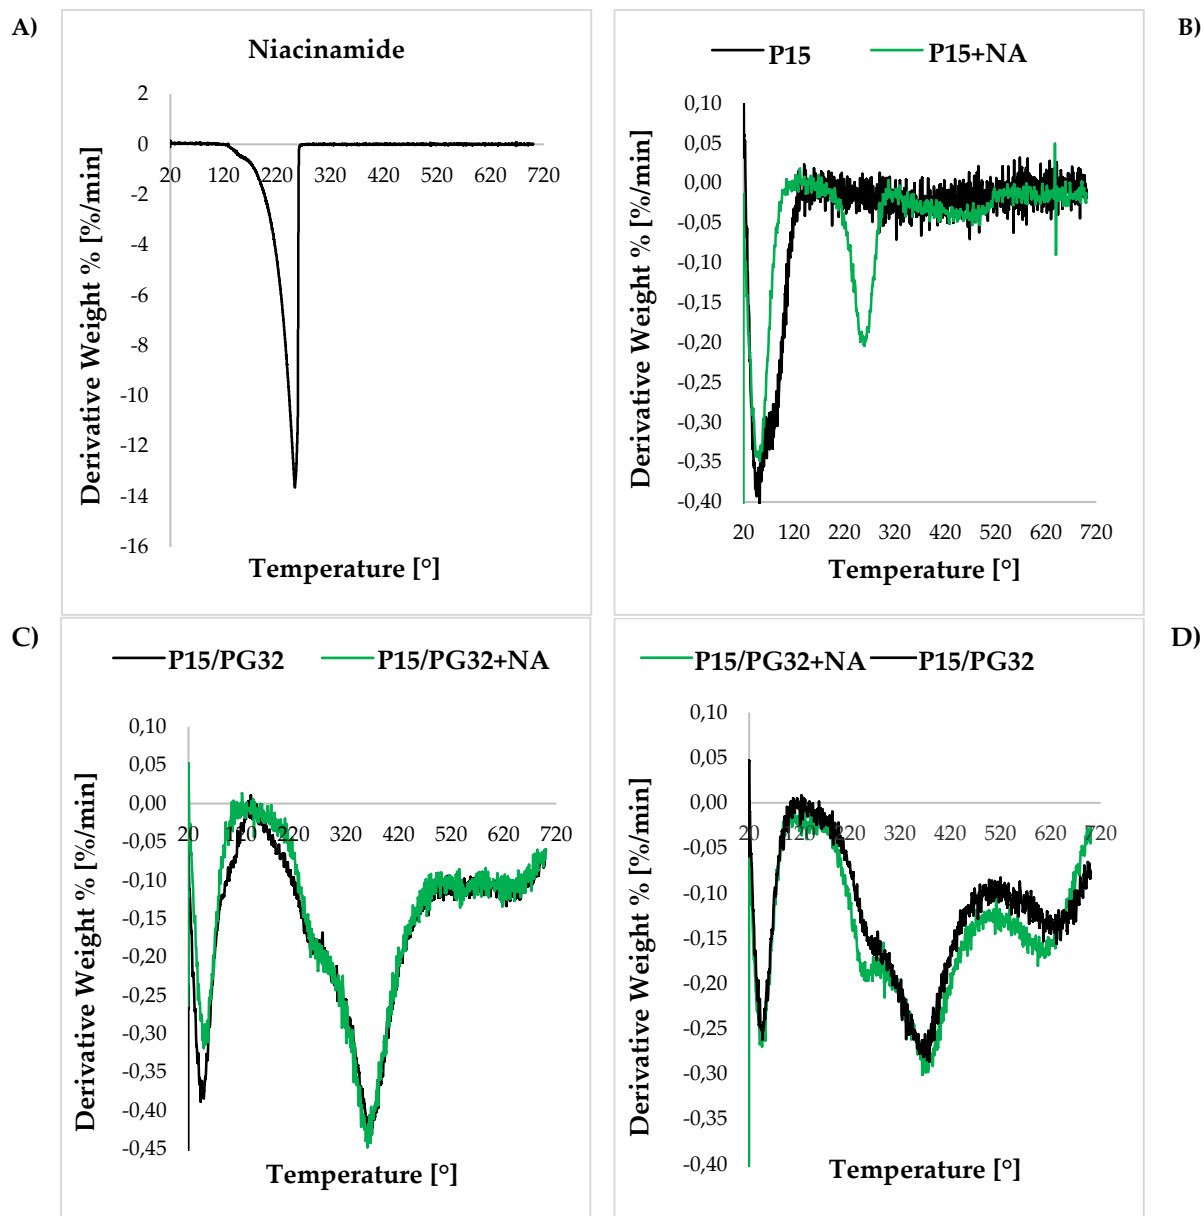 A)
Niacinamide
2
0
-2
-4
-6
-8
-10
-12
-14
-16
20 120 220 320 420 520 620 720
Derivative Weight % [%/min]
Temperature [°]
B)
P15 P15+NA
0,10
0,05
0,00
-0,05
-0,10
-0,15
-0,20
-0,25
-0,30
-0,35
-0,40
20 120 220 320 420 520 620 720
Derivative Weight % [%/min]
Temperature [°]
C)
P15/PG32 P15/PG32+NA
0,10
0,05
0,00
-0,05
-0,10
-0,15
-0,20
-0,25
-0,30
-0,35
-0,40
-0,45
20 120 220 320 420 520 620 720
Derivative Weight % [%/min]
Temperature [°]
D)
P15/PG32+NA P15/PG32
0,10
0,05
0,00
-0,05
-0,10
-0,15
-0,20
-0,25
-0,30
-0,35
-0,40
20 120 220 320 420 520 620 720
Derivative Weight % [%/min]
Temperature [°]